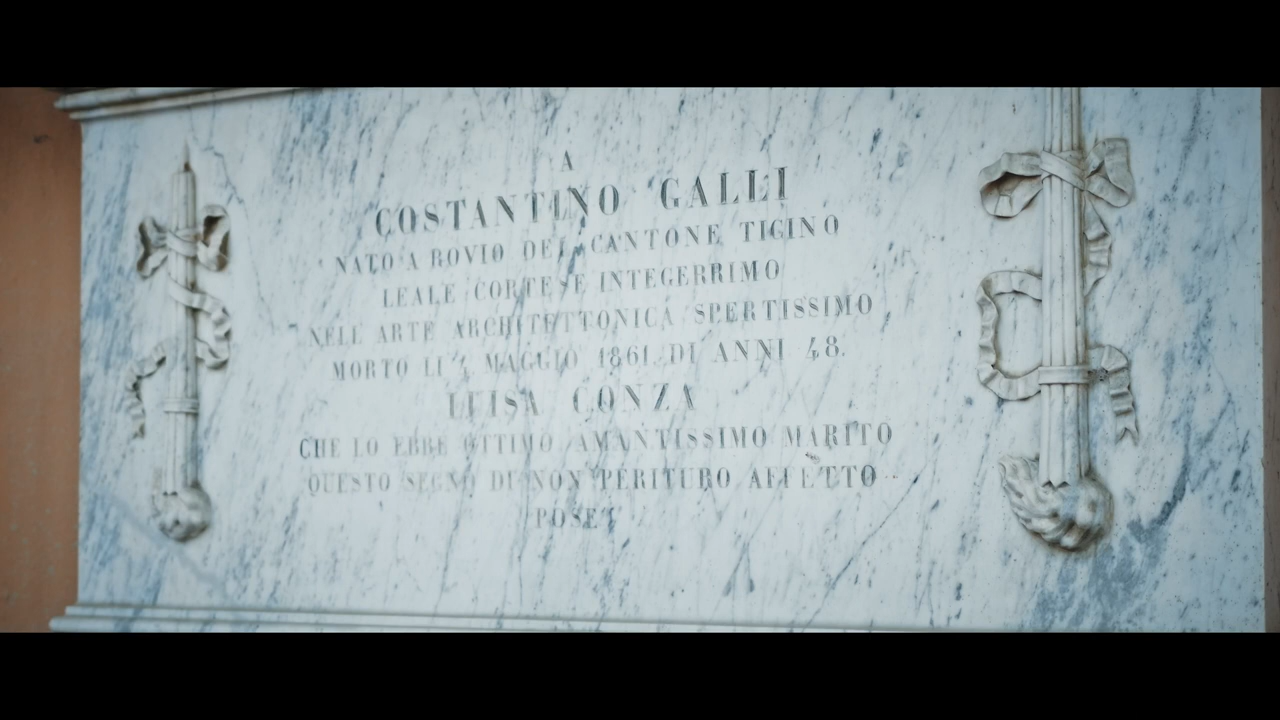 A
COSTANTINO GALLI
NATO A ROVIO DEL CANTONE TICINO
LEALE CORTESE INTEGERRIMO
NELL ARTE ARCHITETTONICA SPERTISSIMO
MORTO LI 4 MAGGIO 1861 DI ANNI 48.
LUISA CONZA
CHE LO EBBE OTTIMO AMANTISSIMO MARITO
QUESTO SEGNO DI NON PERITURO AFFETTO
POSE